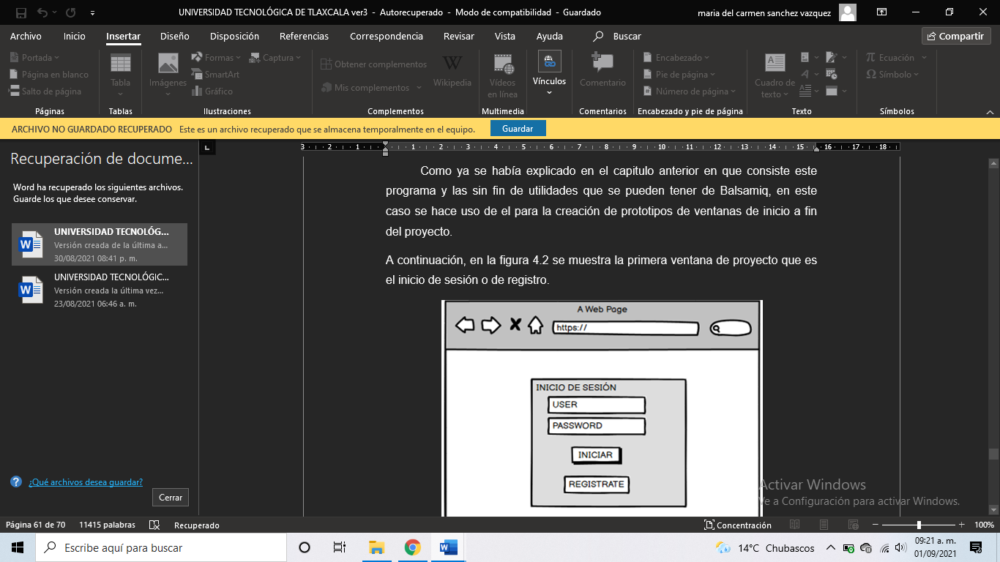 UNIVERSIDAD TECNOLÓGICA DE TLAXCALA ver3 - Autorecuperado - Modo de compatibilidad - Guardado
maria del carmen sanchez vazquez
Archivo Inicio Insertar Diseño Disposición Referencias Correspondencia Revisar Vista Ayuda Buscar Compartir
Portada
Página en blanco
Salto de página
Páginas
Tabla
Tablas
Imágenes
Formas
SmartArt
Gráfico
Captura
Ilustraciones
Obtener complementos
Mis complementos
W
Wikipedia
Complementos
Vídeos
en línea
Multimedia
Vínculos
Comentario
Comentarios
Encabezado
Pie de página
Número de página
Encabezado y pie de página
Cuadro de
texto
Texto
Ecuación
Símbolo
Símbolos
ARCHIVO NO GUARDADO RECUPERADO Este es un archivo recuperado que se almacena temporalmente en el equipo. Guardar
Recuperación de docume...
Word ha recuperado los siguientes archivos.
Guarde los que desee conservar.
UNIVERSIDAD TECNOLÓG...
Versión creada de la última a...
30/08/2021 08:41 p. m.
UNIVERSIDAD TECNOLÓGIC...
Versión creada la última vez...
23/08/2021 06:46 a. m.
¿Qué archivos desea guardar?
Cerrar
3 2 1 1 2 3 4 5 6 7 8 9 10 11 12 13 14 15 16 17 18
Como ya se había explicado en el capitulo anterior en que consiste este
programa y las sin fin de utilidades que se pueden tener de Balsamiq, en este
caso se hace uso de el para la creación de prototipos de ventanas de inicio a fin
del proyecto.
A continuación, en la figura 4.2 se muestra la primera ventana de proyecto que es
el inicio de sesión o de registro.
A Web Page
https://
INICIO DE SESIÓN
USER
PASSWORD
INICIAR
REGISTRATE
Activar Windows
Ve a Configuración para activar Windows.
Página 61 de 70 11415 palabras Recuperado Concentración 100%
Escribe aquí para buscar
14°C Chubascos
09:21 a. m.
01/09/2021